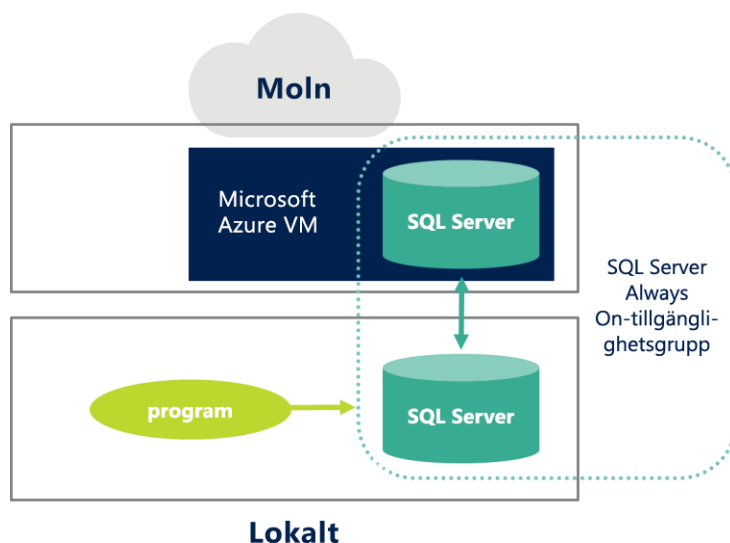 Moln
Microsoft
Azure VM
SQL Server
SQL Server
Always
On-tillgängli-
ghetsgrupp
program
SQL Server
Lokalt